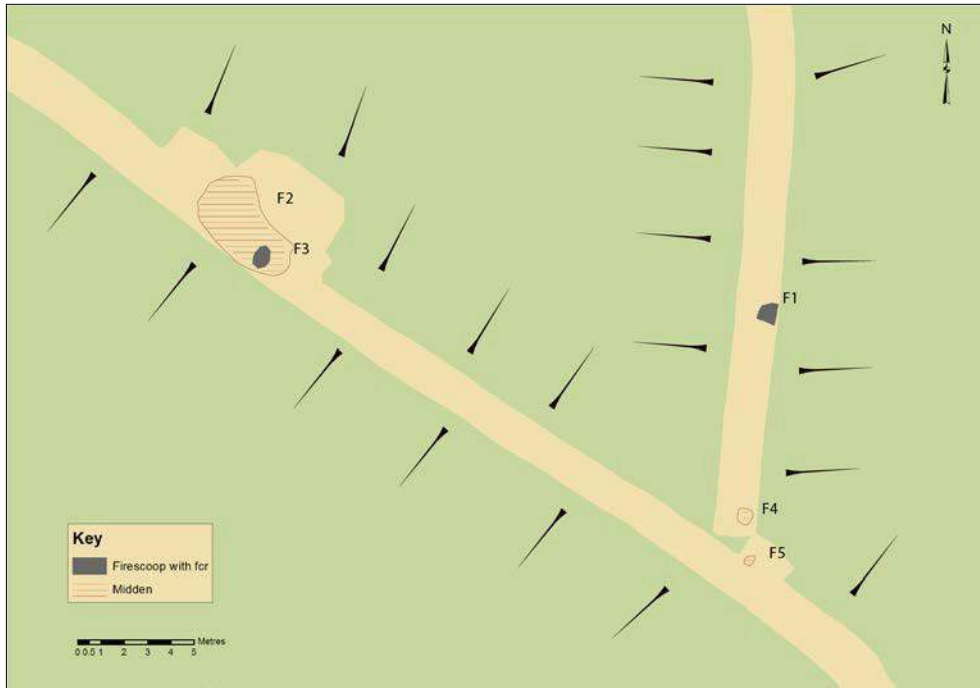 N
F2
F3
F1
F4
F5
Key
Firescoop with fcr
Midden
0 0.5 1 2 3 4 5 Metres